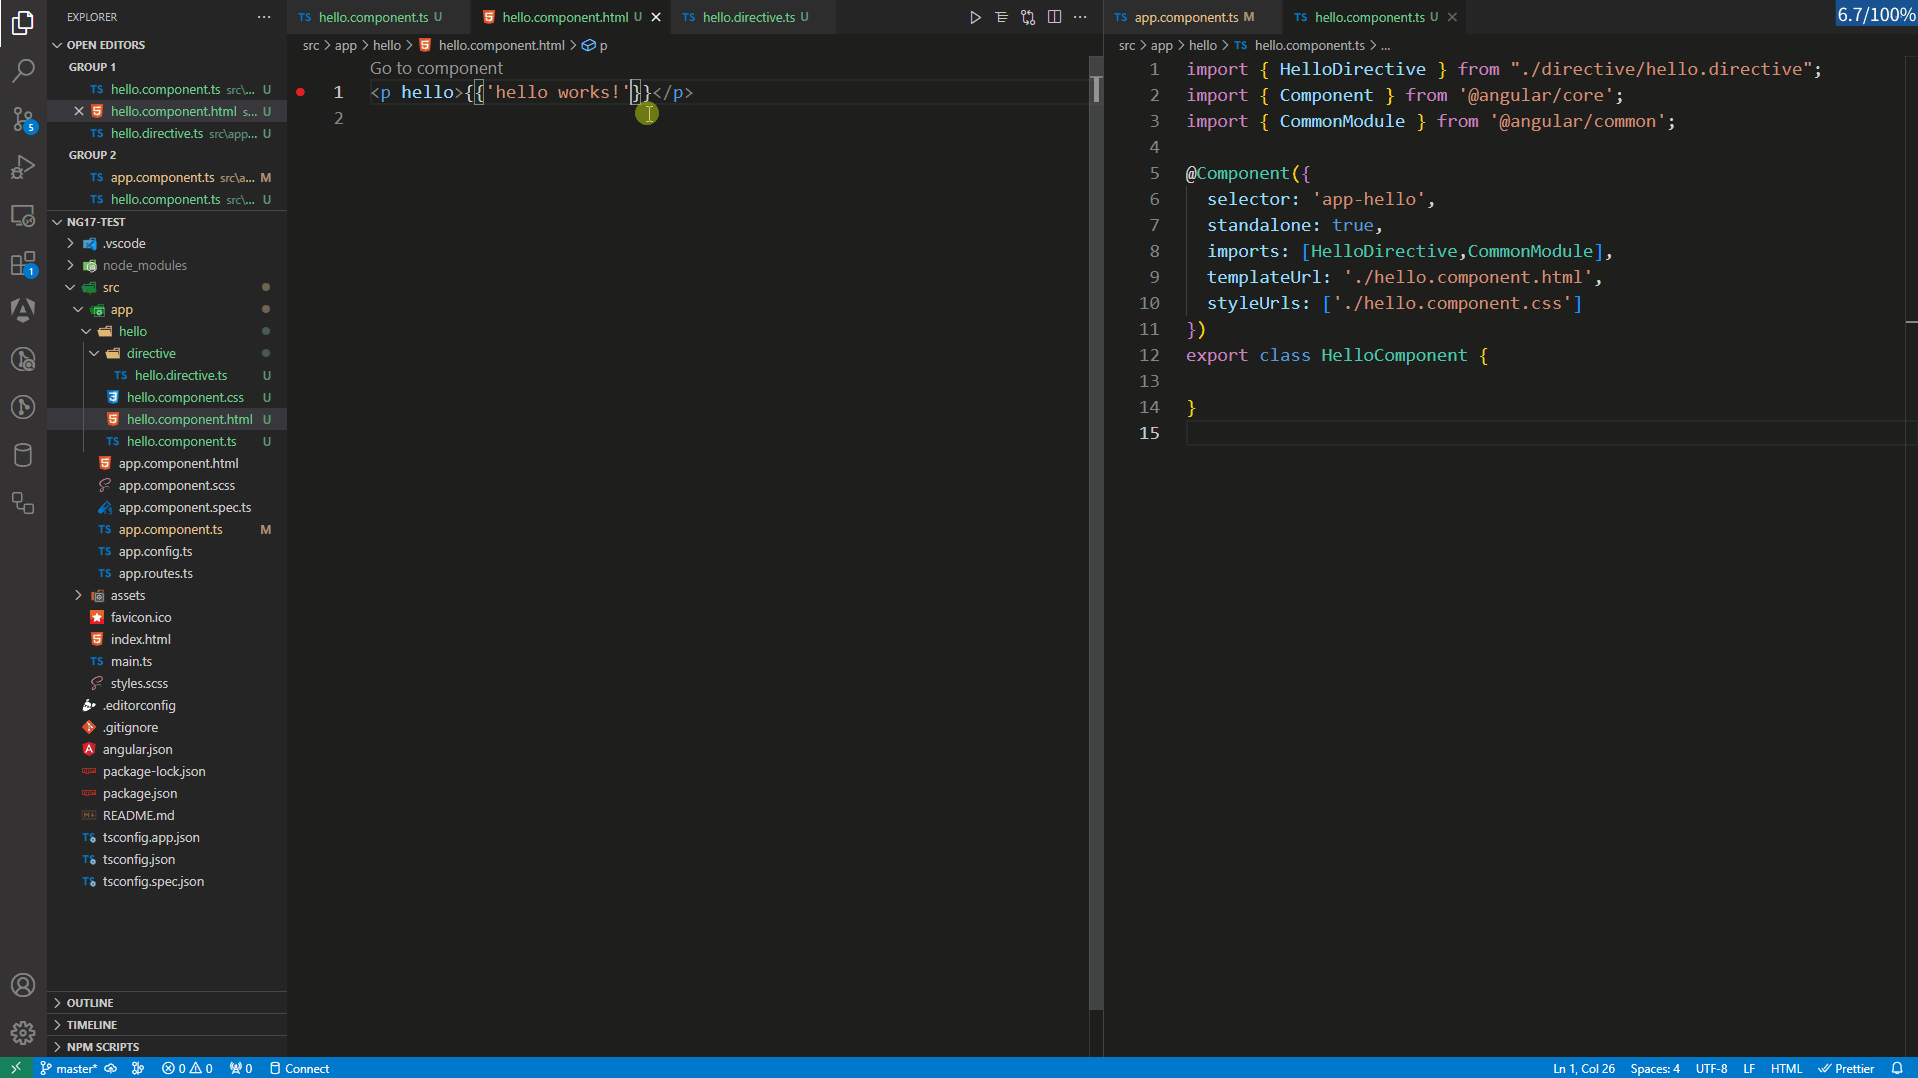 EXPLORER
OPEN EDITORS
GROUP 1
TS hello.component.ts src\... U
hello.component.html s... U
TS hello.directive.ts src\app... U
GROUP 2
TS app.component.ts src\a... M
TS hello.component.ts src\... U
NG17-TEST
.vscode
node_modules
src
app
hello
directive
TS hello.directive.ts U
hello.component.css U
hello.component.html U
TS hello.component.ts U
app.component.html
app.component.scss
app.component.spec.ts
TS app.component.ts M
TS app.config.ts
TS app.routes.ts
assets
favicon.ico
index.html
TS main.ts
styles.scss
.editorconfig
.gitignore
angular.json
package-lock.json
package.json
README.md
tsconfig.app.json
tsconfig.json
tsconfig.spec.json
OUTLINE
TIMELINE
NPM SCRIPTS
5
1
TS hello.component.ts U
hello.component.html U
TS hello.directive.ts U
src > app > hello > hello.component.html > p
Go to component
1 <p hello>{{'hello works!'}}</p>
2
TS app.component.ts M
TS hello.component.ts U
6.7/100%
src > app > hello > TS hello.component.ts > ...
1 import { HelloDirective } from "./directive/hello.directive";
2 import { Component } from '@angular/core';
3 import { CommonModule } from '@angular/common';
4
5 @Component({
6 selector: 'app-hello',
7 standalone: true,
8 imports: [HelloDirective,CommonModule],
9 templateUrl: './hello.component.html',
10 styleUrls: ['./hello.component.css']
11 })
12 export class HelloComponent {
13
14 }
15
master* 0 0 0 Connect
Ln 1, Col 26 Spaces: 4 UTF-8 LF HTML Prettier